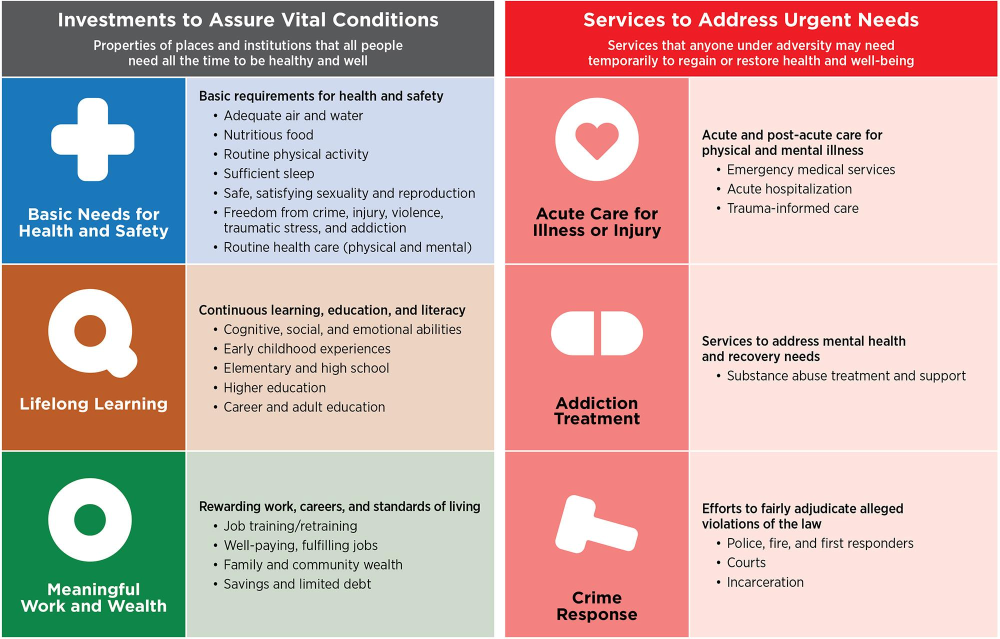 Investments to Assure Vital Conditions
Properties of places and institutions that all people
need all the time to be healthy and well
Basic Needs for
Health and Safety
Basic requirements for health and safety
• Adequate air and water
• Nutritious food
• Routine physical activity
• Sufficient sleep
• Safe, satisfying sexuality and reproduction
• Freedom from crime, injury, violence,
traumatic stress, and addiction
• Routine health care (physical and mental)
Lifelong Learning
Continuous learning, education, and literacy
• Cognitive, social, and emotional abilities
• Early childhood experiences
• Elementary and high school
• Higher education
• Career and adult education
Meaningful
Work and Wealth
Rewarding work, careers, and standards of living
• Job training/retraining
• Well-paying, fulfilling jobs
• Family and community wealth
• Savings and limited debt
Services to Address Urgent Needs
Services that anyone under adversity may need
temporarily to regain or restore health and well-being
Acute Care for
Illness or Injury
Acute and post-acute care for
physical and mental illness
• Emergency medical services
• Acute hospitalization
• Trauma-informed care
Addiction
Treatment
Services to address mental health
and recovery needs
• Substance abuse treatment and support
Crime
Response
Efforts to fairly adjudicate alleged
violations of the law
• Police, fire, and first responders
• Courts
• Incarceration